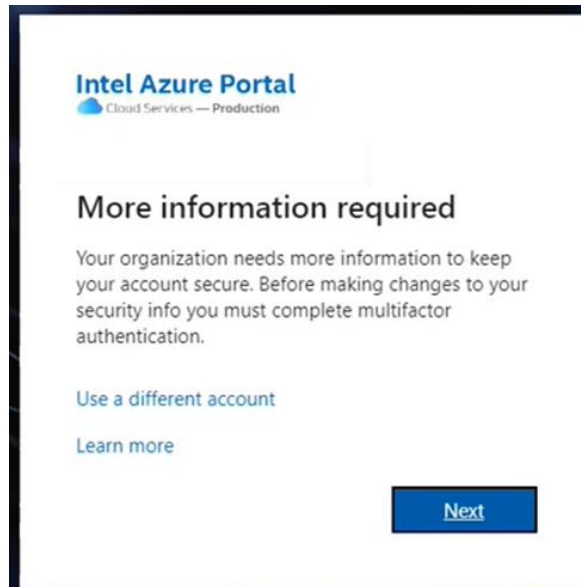 Intel Azure Portal
Cloud Services — Production
More information required
Your organization needs more information to keep
your account secure. Before making changes to your
security info you must complete multifactor
authentication.
Use a different account
Learn more
Next